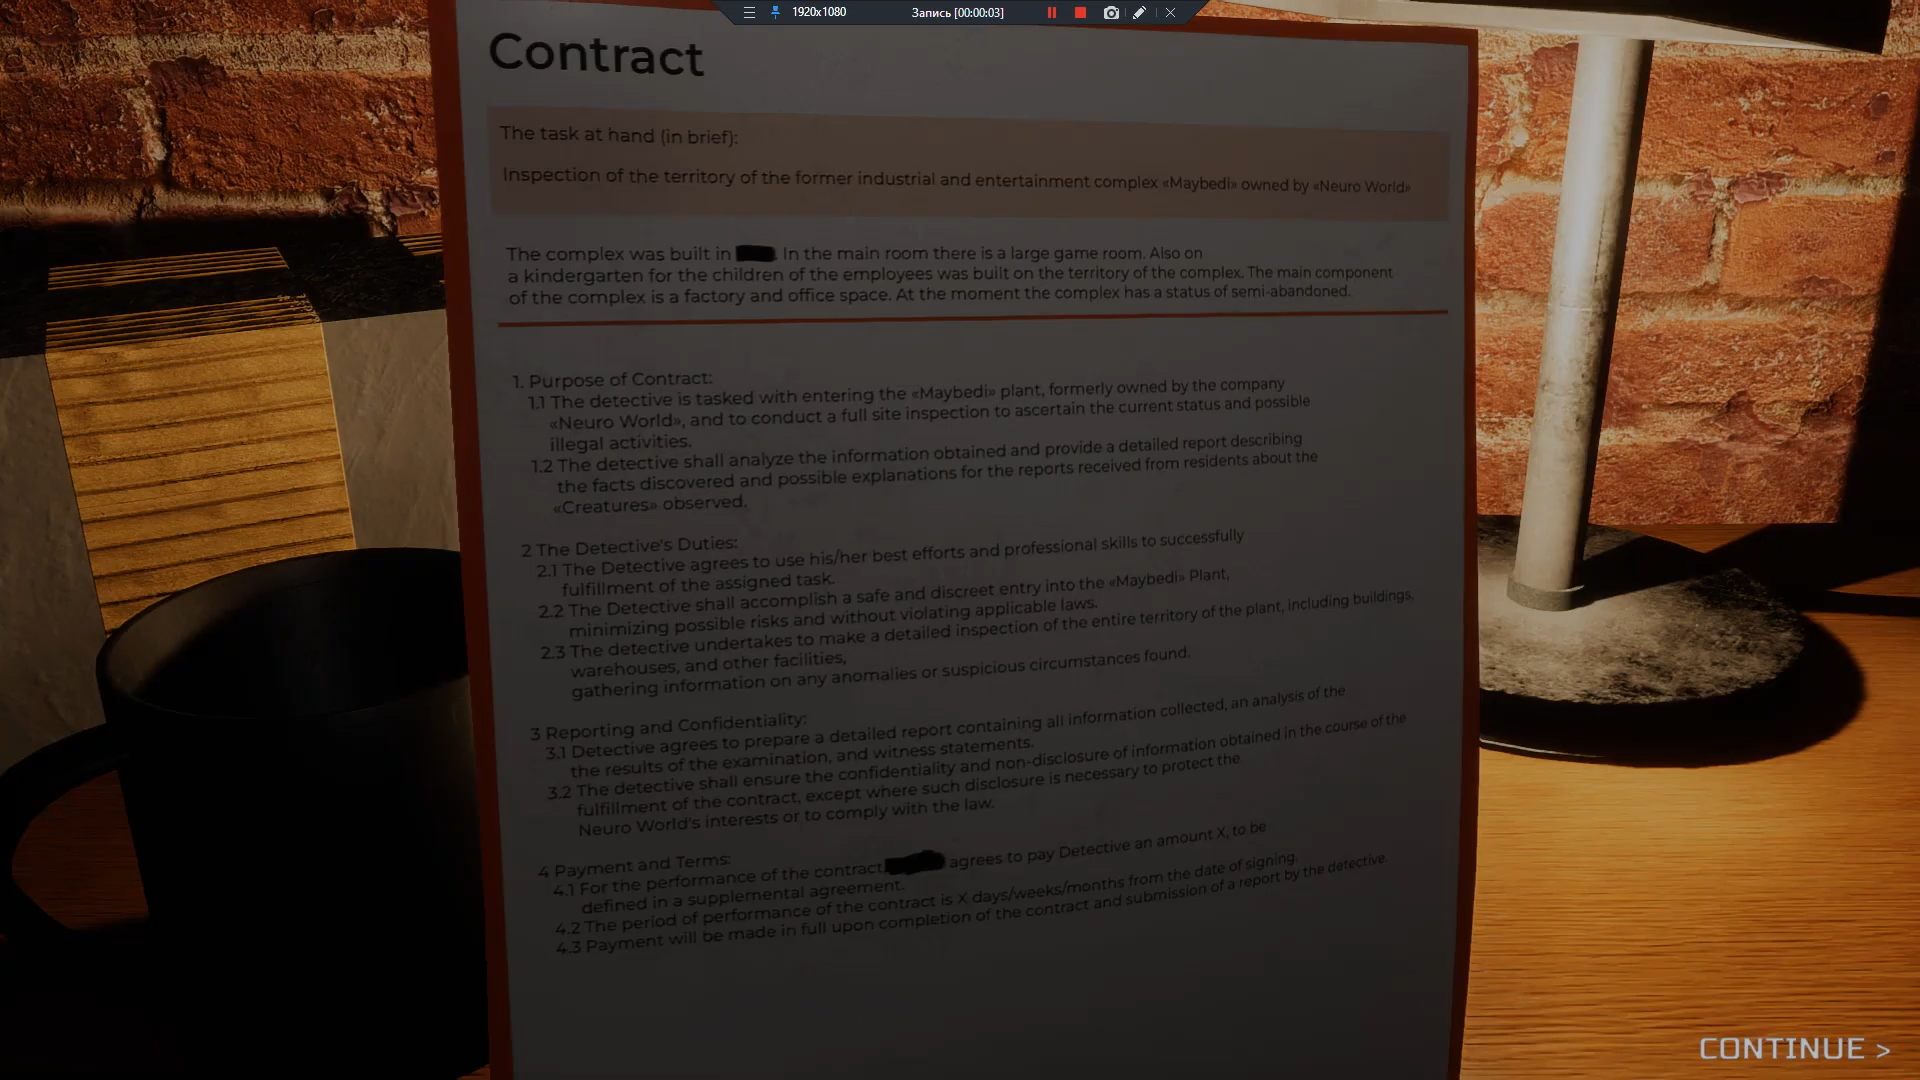 1920x1080
Запись [00:00:03]
Contract
The task at hand (in brief):
Inspection of the territory of the former industrial and entertainment complex «Maybedi» owned by «Neuro World»
The complex was built in In the main room there is a large game room. Also on
a kindergarten for the children of the employees was built on the territory of the complex. The main component
of the complex is a factory and office space. At the moment the complex has a status of semi-abandoned.
1. Purpose of Contract:
1.1 The detective is tasked with entering the «Maybedi» plant, formerly owned by the company
«Neuro World», and to conduct a full site inspection to ascertain the current status and possible
illegal activities.
1.2 The detective shall analyze the information obtained and provide a detailed report describing
the facts discovered and possible explanations for the reports received from residents about the
«Creatures» observed.
2 The Detective's Duties:
2.1 The Detective agrees to use his/her best efforts and professional skills to successfully
fulfillment of the assigned task.
2.2 The Detective shall accomplish a safe and discreet entry into the «Maybedi» Plant,
minimizing possible risks and without violating applicable laws.
2.3 The detective undertakes to make a detailed inspection of the entire territory of the plant, including buildings,
warehouses, and other facilities,
gathering information on any anomalies or suspicious circumstances found.
3 Reporting and Confidentiality:
3.1 Detective agrees to prepare a detailed report containing all information collected, an analysis of the
the results of the examination, and witness statements.
3.2 The detective shall ensure the confidentiality and non-disclosure of information obtained in the course of the
fulfillment of the contract, except where such disclosure is necessary to protect the
Neuro World's interests or to comply with the law.
4 Payment and Terms:
4.1 For the performance of the contract agrees to pay Detective an amount X, to be
defined in a supplemental agreement.
4.2 The period of performance of the contract is X days/weeks/months from the date of signing.
4.3 Payment will be made in full upon completion of the contract and submission of a report by the detective.
CONTINUE >